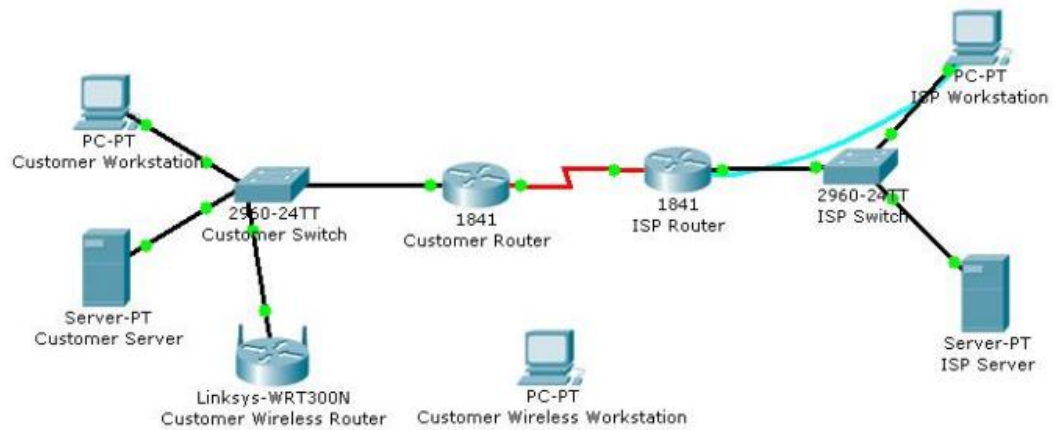 PC-PT
ISP Workstation
PC-PT
Customer Workstation
2960-24TT
Customer Switch
1841
Customer Router
1841
ISP Router
2960-24TT
ISP Switch
Server-PT
Customer Server
Server-PT
ISP Server
Linksys-WRT300N
Customer Wireless Router
PC-PT
Customer Wireless Workstation